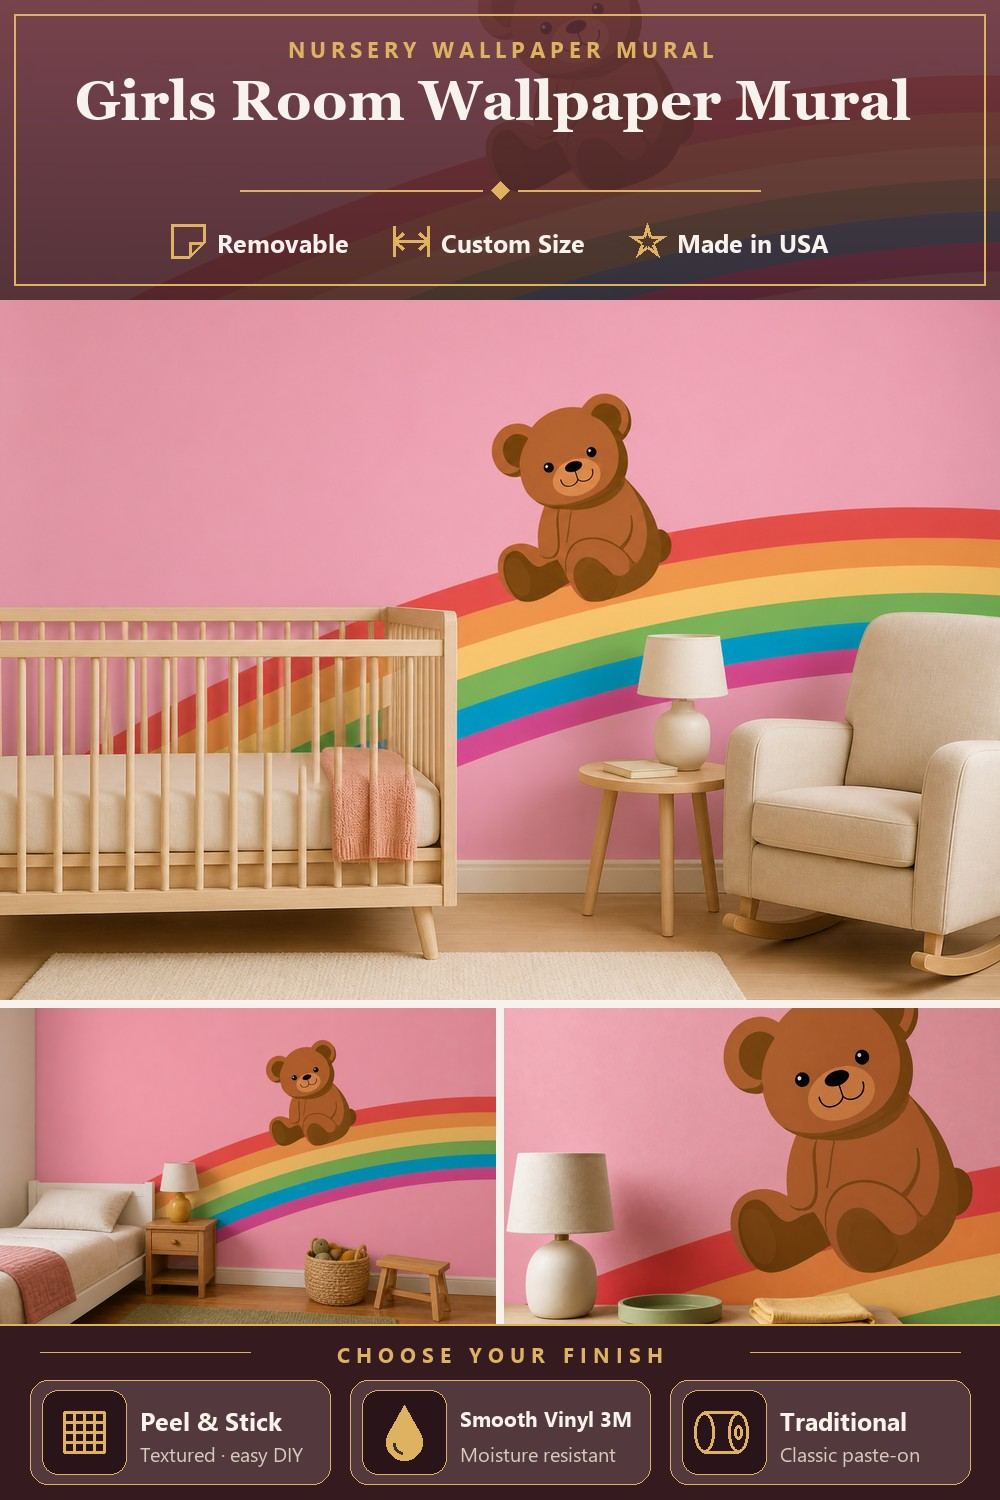 NURSERY WALLPAPER MURAL
Girls Room Wallpaper Mural
Removable
Custom Size
Made in USA
CHOOSE YOUR FINISH
Peel & Stick
Textured · easy DIY
Smooth Vinyl 3M
Moisture resistant
Traditional
Classic paste-on